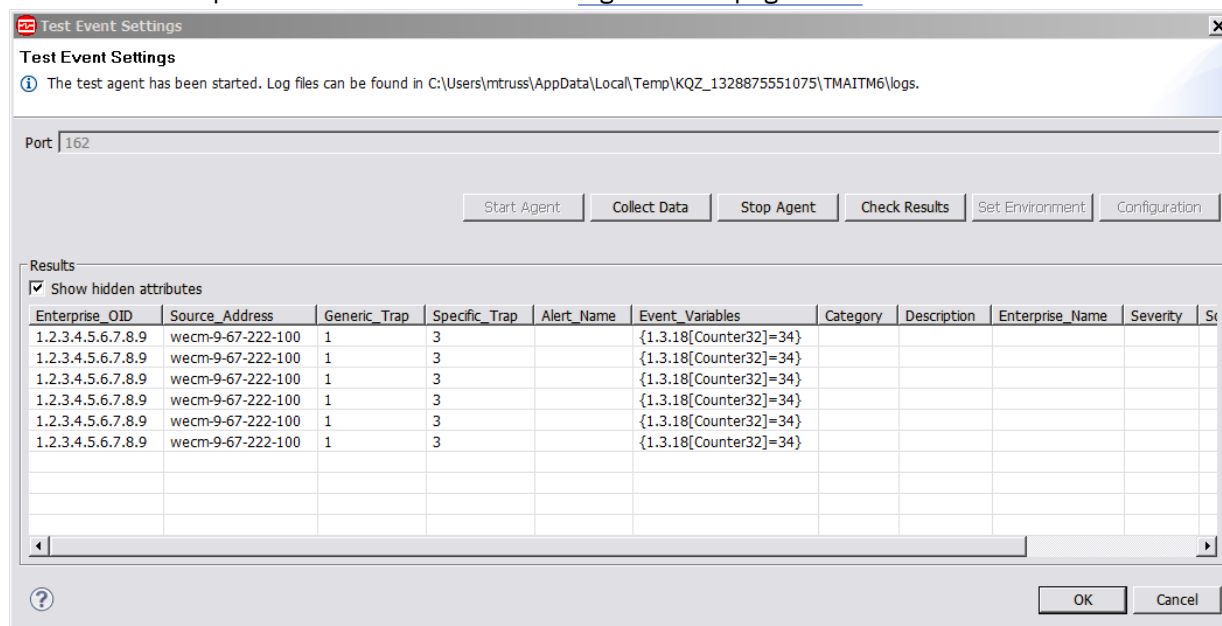 Test Event Settings
Test Event Settings
The test agent has been started. Log files can be found in C:\Users\mtruss\AppData\Local\Temp\KQZ_1328875551075\TMAITM6\logs.
Port 162
Start Agent Collect Data Stop Agent Check Results Set Environment Configuration
Results
Show hidden attributes
Enterprise_OID Source_Address Generic_Trap Specific_Trap Alert_Name Event_Variables Category Description Enterprise_Name Severity
1.2.3.4.5.6.7.8.9 wecm-9-67-222-100 1 3 {1.3.18[Counter32]=34}
1.2.3.4.5.6.7.8.9 wecm-9-67-222-100 1 3 {1.3.18[Counter32]=34}
1.2.3.4.5.6.7.8.9 wecm-9-67-222-100 1 3 {1.3.18[Counter32]=34}
1.2.3.4.5.6.7.8.9 wecm-9-67-222-100 1 3 {1.3.18[Counter32]=34}
1.2.3.4.5.6.7.8.9 wecm-9-67-222-100 1 3 {1.3.18[Counter32]=34}
1.2.3.4.5.6.7.8.9 wecm-9-67-222-100 1 3 {1.3.18[Counter32]=34}
OK Cancel